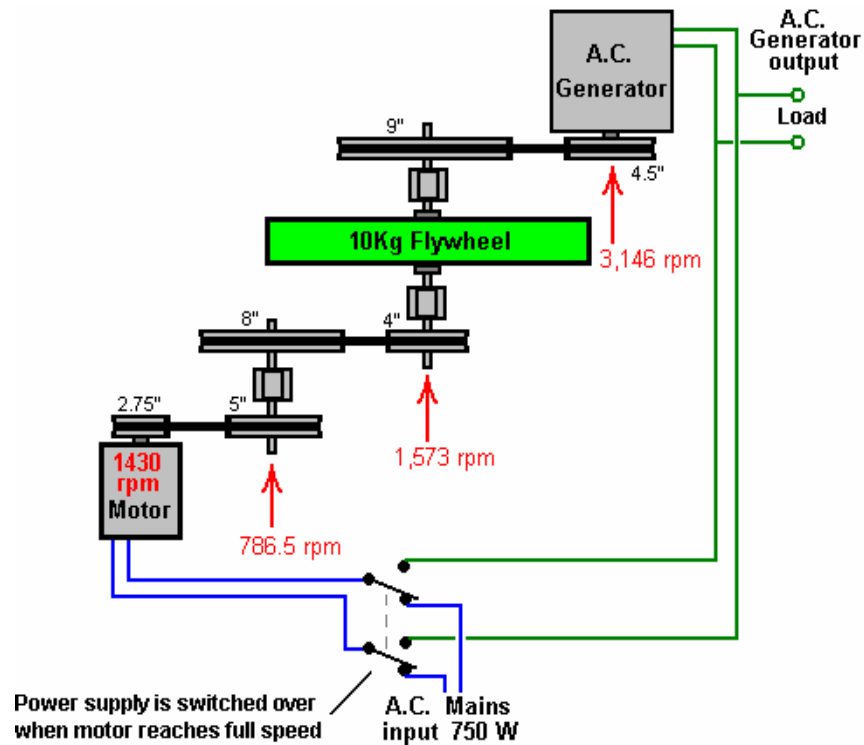 A.C.
Generator
A.C.
Generator
output
Load
9"
4.5"
10Kg Flywheel
3,146 rpm
8"
4"
2.75"
5"
1,573 rpm
1430
rpm
Motor
786.5 rpm
Power supply is switched over
when motor reaches full speed
A.C. Mains
input 750 W